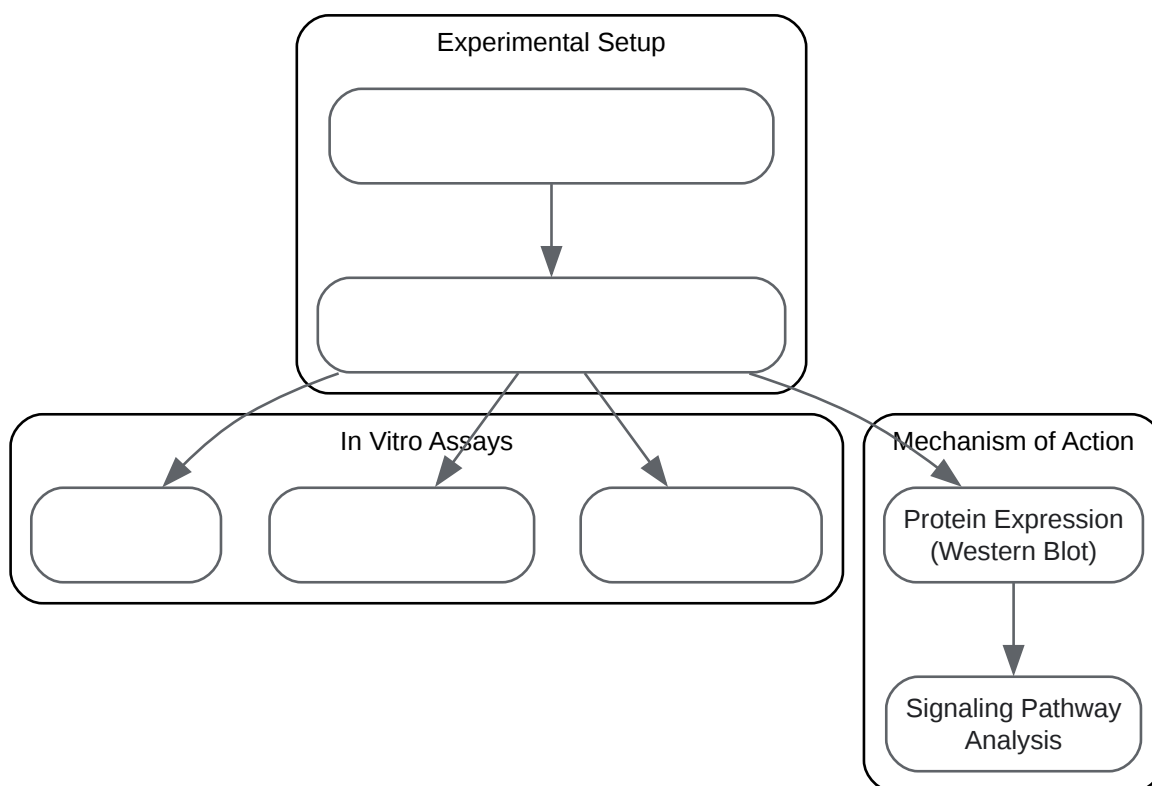 Experimental Setup
In Vitro Assays
Mechanism of Action
Protein Expression
(Western Blot)
Signaling Pathway
Analysis